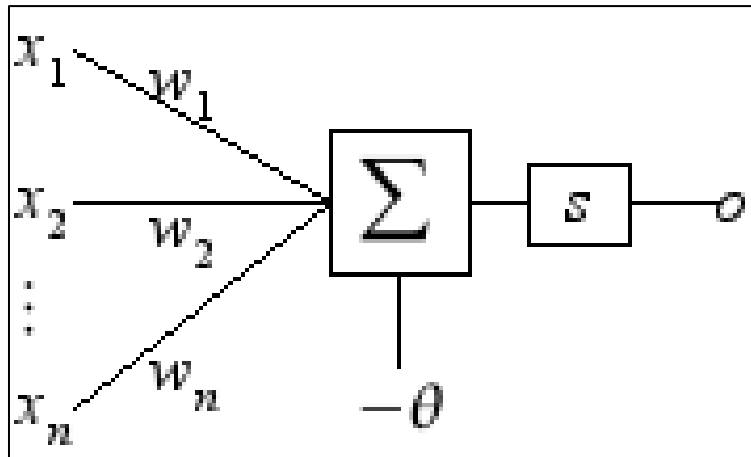 x₁
w₁
x₂
w₂
∑
s
o
⋮
wₙ
−θ
xₙ